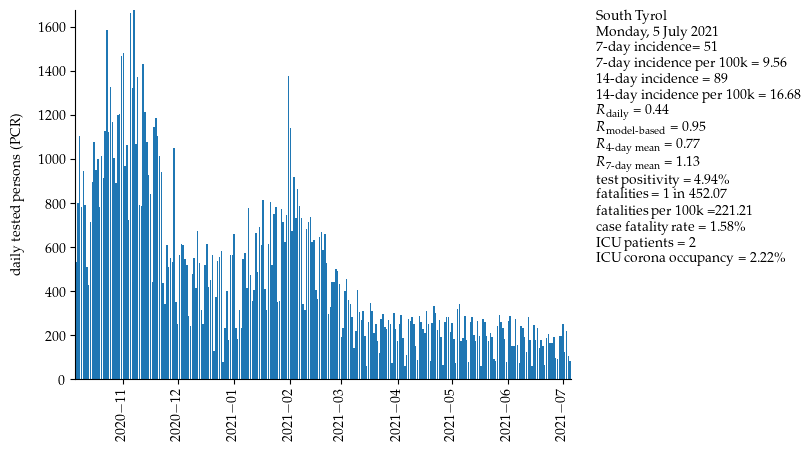 South Tyrol
Monday, 5 July 2021
7-day incidence= 51
7-day incidence per 100k = 9.56
14-day incidence = 89
14-day incidence per 100k = 16.68
R_daily = 0.44
R_model-based = 0.95
R_4-day mean = 0.77
R_7-day mean = 1.13
test positivity = 4.94%
fatalities = 1 in 452.07
fatalities per 100k =221.21
case fatality rate = 1.58%
ICU patients = 2
ICU corona occupancy = 2.22%
daily tested persons (PCR)
1600
1400
1200
1000
800
600
400
200
0
2020−11
2020−12
2021−01
2021−02
2021−03
2021−04
2021−05
2021−06
2021−07